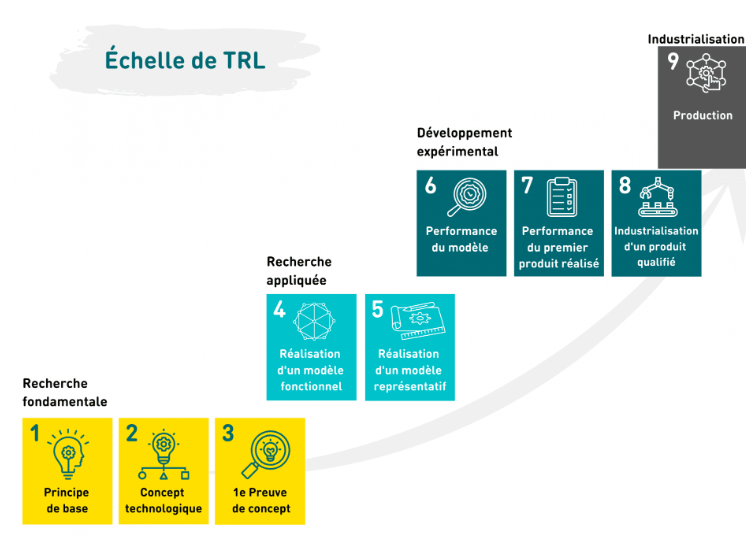 Échelle de TRL
Industrialisation
9
Production
Développement
expérimental
6
Performance
du modèle
7
Performance
du premier
produit réalisé
8
Industrialisation
d'un produit
qualifié
Recherche
appliquée
4
Réalisation
d'un modèle
fonctionnel
5
Réalisation
d'un modèle
représentatif
Recherche
fondamentale
1
Principe
de base
2
Concept
technologique
3
1e Preuve
de concept